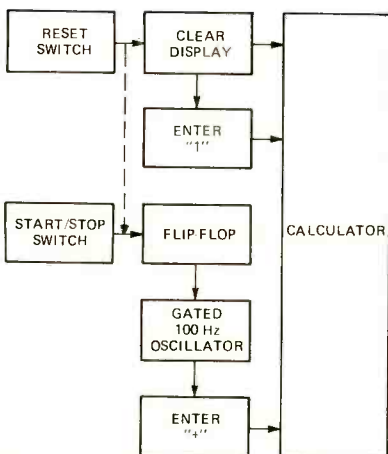 RESET
SWITCH
CLEAR
DISPLAY
ENTER
"1"
START/STOP
SWITCH
FLIP-FLOP
CALCULATOR
GATED
100 Hz
OSCILLATOR
ENTER
"+"